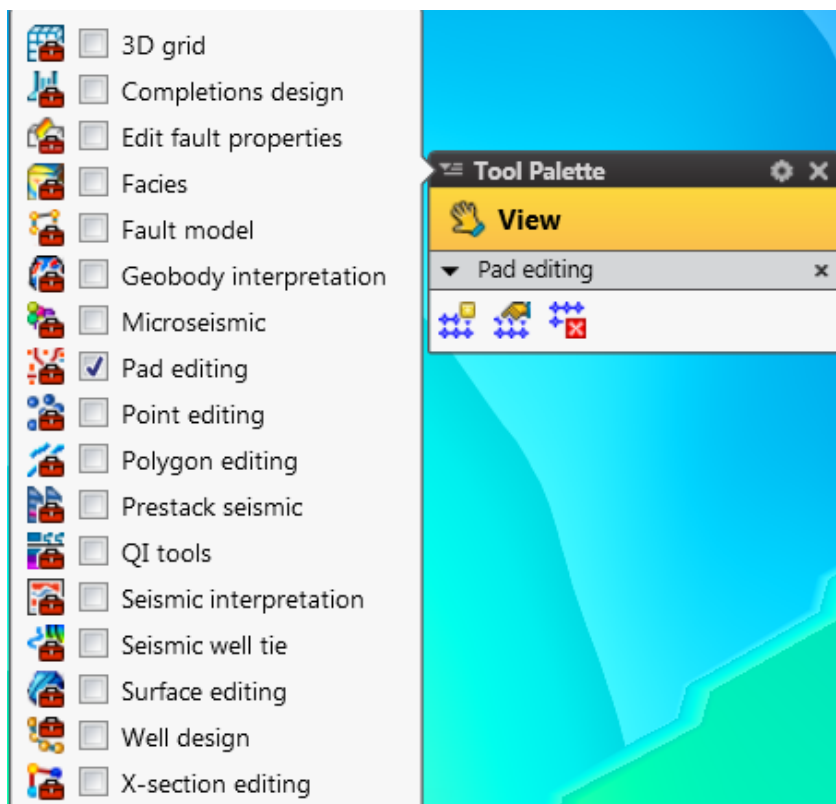 3D grid
Completions design
Edit fault properties
Facies
Fault model
Geobody interpretation
Microseismic
Pad editing
Point editing
Polygon editing
Prestack seismic
QI tools
Seismic interpretation
Seismic well tie
Surface editing
Well design
X-section editing
Tool Palette
View
Pad editing